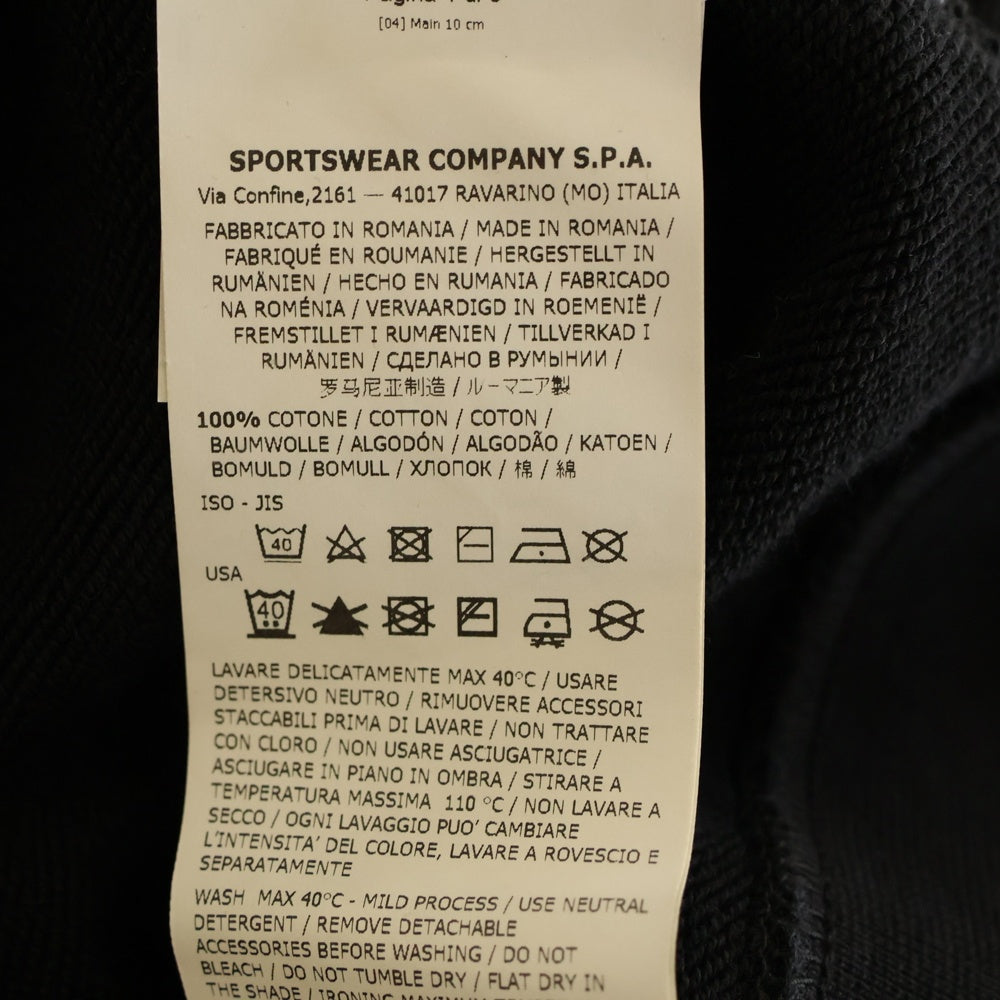 [04] Main 10 cm
SPORTSWEAR COMPANY S.P.A.
Via Confine,2161 — 41017 RAVARINO (MO) ITALIA
FABBRICATO IN ROMANIA / MADE IN ROMANIA /
FABRIQUÉ EN ROUMANIE / HERGESTELLT IN
RUMÄNIEN / HECHO EN RUMANIA / FABRICADO
NA ROMÉNIA / VERVAARDIGD IN ROEMENIË /
FREMSTILLET I RUMÆNIEN / TILLVERKAD I
RUMÄNIEN / СДЕЛАНО В РУМЫНИИ /
罗马尼亚制造 / ルーマニア製
100% COTONE / COTTON / COTON /
BAUMWOLLE / ALGODÓN / ALGODÃO / KATOEN /
BOMULD / BOMULL / ХЛОПОК / 棉 / 綿
ISO - JIS
40
USA
40
LAVARE DELICATAMENTE MAX 40°C / USARE
DETERSIVO NEUTRO / RIMUOVERE ACCESSORI
STACCABILI PRIMA DI LAVARE / NON TRATTARE
CON CLORO / NON USARE ASCIUGATRICE /
ASCIUGARE IN PIANO IN OMBRA / STIRARE A
TEMPERATURA MASSIMA 110 °C / NON LAVARE A
SECCO / OGNI LAVAGGIO PUO' CAMBIARE
L'INTENSITA' DEL COLORE, LAVARE A ROVESCIO E
SEPARATAMENTE
WASH MAX 40°C - MILD PROCESS / USE NEUTRAL
DETERGENT / REMOVE DETACHABLE
ACCESSORIES BEFORE WASHING / DO NOT
BLEACH / DO NOT TUMBLE DRY / FLAT DRY IN
THE SHADE / IRONING MAXIMUM